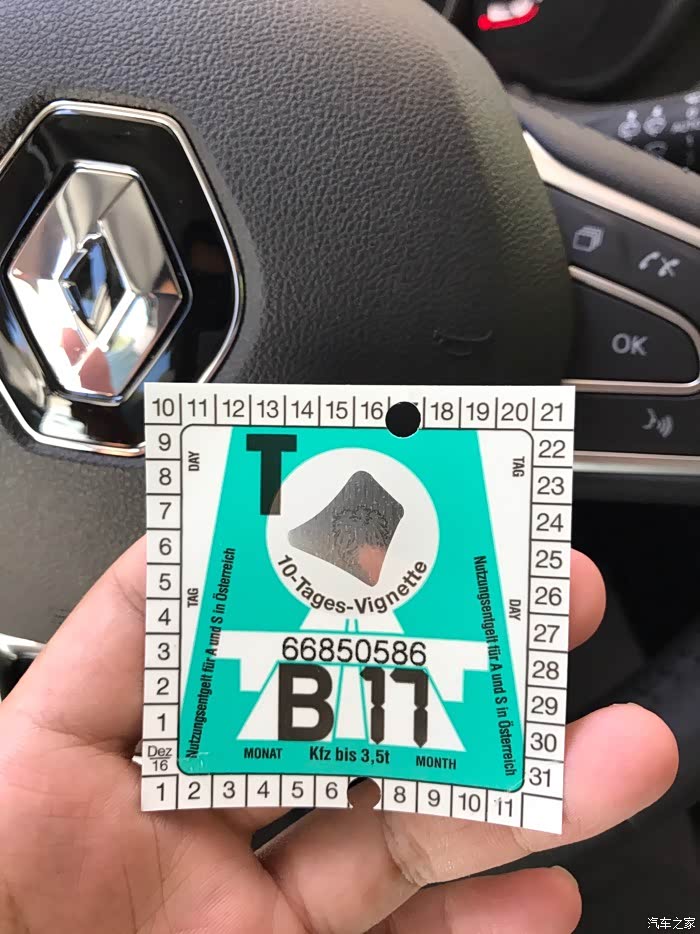 AUTO
OK
10 11 12 13 14 15 16 18 19 20 21
9
8
7
6
5
4
3
2
1
Dez
16
22
23
24
25
26
27
28
29
30
31
1 2 3 4 5 6 8 9 10 11
DAY
TAG
T
TAG
DAY
10-Tages-Vignette
Nutzungsentgelt für A und S in Österreich
Nutzungsentgelt für A und S in Österreich
66850586
B 17
MONAT Kfz bis 3,5t MONTH
汽车之家